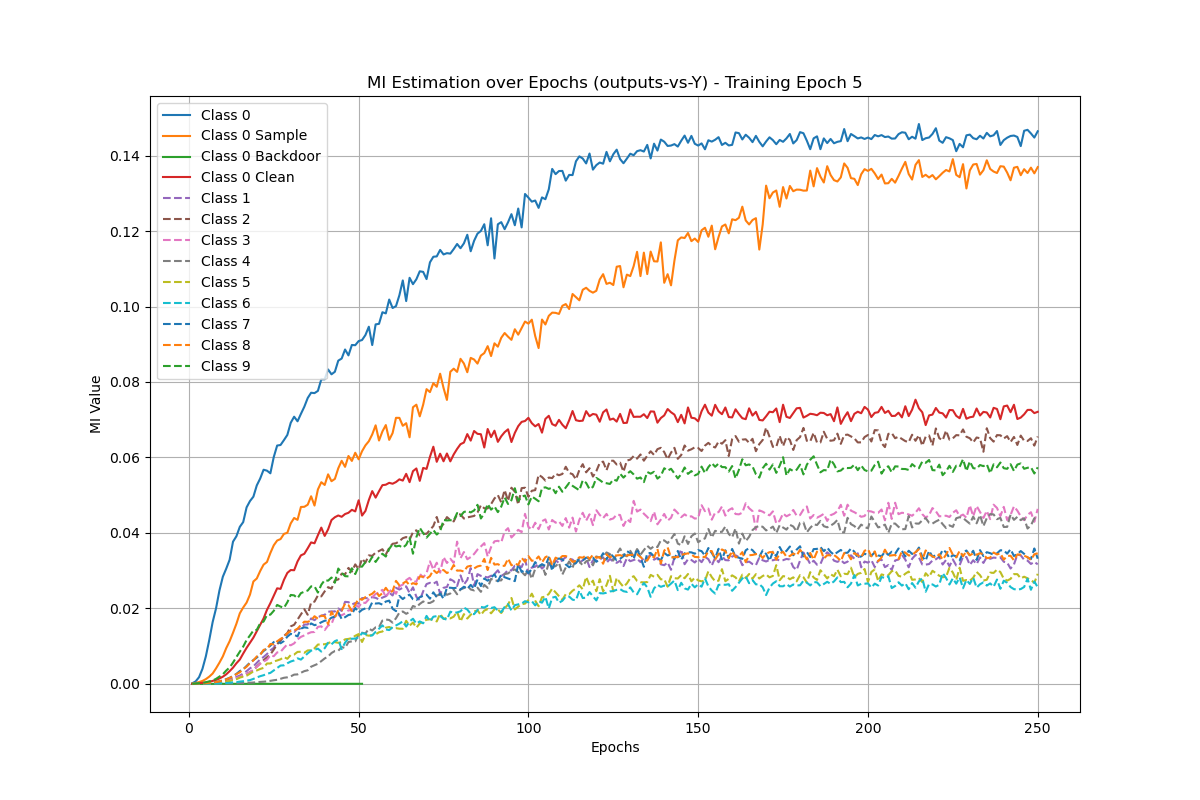 MI Estimation over Epochs (outputs-vs-Y) - Training Epoch 5
Class 0
Class 0 Sample
Class 0 Backdoor
Class 0 Clean
Class 1
Class 2
Class 3
Class 4
Class 5
Class 6
Class 7
Class 8
Class 9
MI Value
0.14
0.12
0.10
0.08
0.06
0.04
0.02
0.00
0 50 100 150 200 250
Epochs